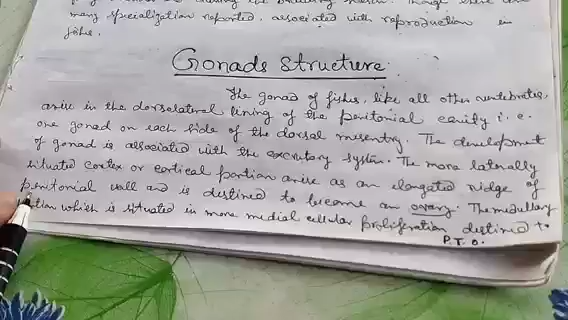 many specialization reported, associated with reproduction in
fishes.
Gonads Structure
The gonad of fishes, like all other vertebrates,
arise in the dorsolateral lining of the peritonial cavity i.e.
one gonad on each side of the dorsal mesentry. The development
of gonad is associated with the excretory system. The more laterally
situated cortex or cortical portion arise as an elongated ridge of
peritonial wall and is destined to become an ovary. The medullary
which is situated in more medial cellular proliferation destined to
P.T.O.